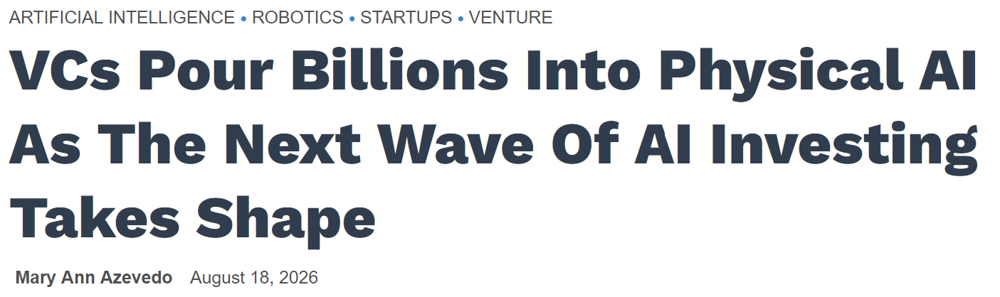 ARTIFICIAL INTELLIGENCE • ROBOTICS • STARTUPS • VENTURE
VCs Pour Billions Into Physical AI
As The Next Wave Of AI Investing
Takes Shape
Mary Ann Azevedo August 18, 2026